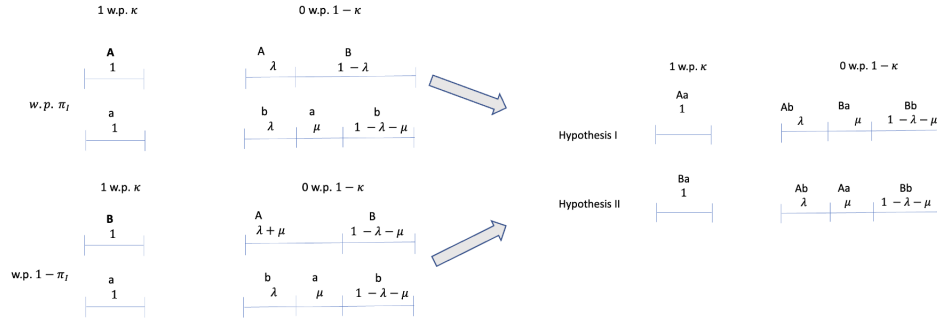 1 w.p. κ 0 w.p. 1 − κ
A A B
1 λ 1 − λ
w.p. π_I
a b a b
1 λ μ 1 − λ − μ
1 w.p. κ 0 w.p. 1 − κ
B A B
1 λ + μ 1 − λ − μ
w.p. 1 − π_I
a b a b
1 λ μ 1 − λ − μ
1 w.p. κ 0 w.p. 1 − κ
Aa Ab Ba Bb
1 λ μ 1 − λ − μ
Hypothesis I
Ba Ab Aa Bb
1 λ μ 1 − λ − μ
Hypothesis II